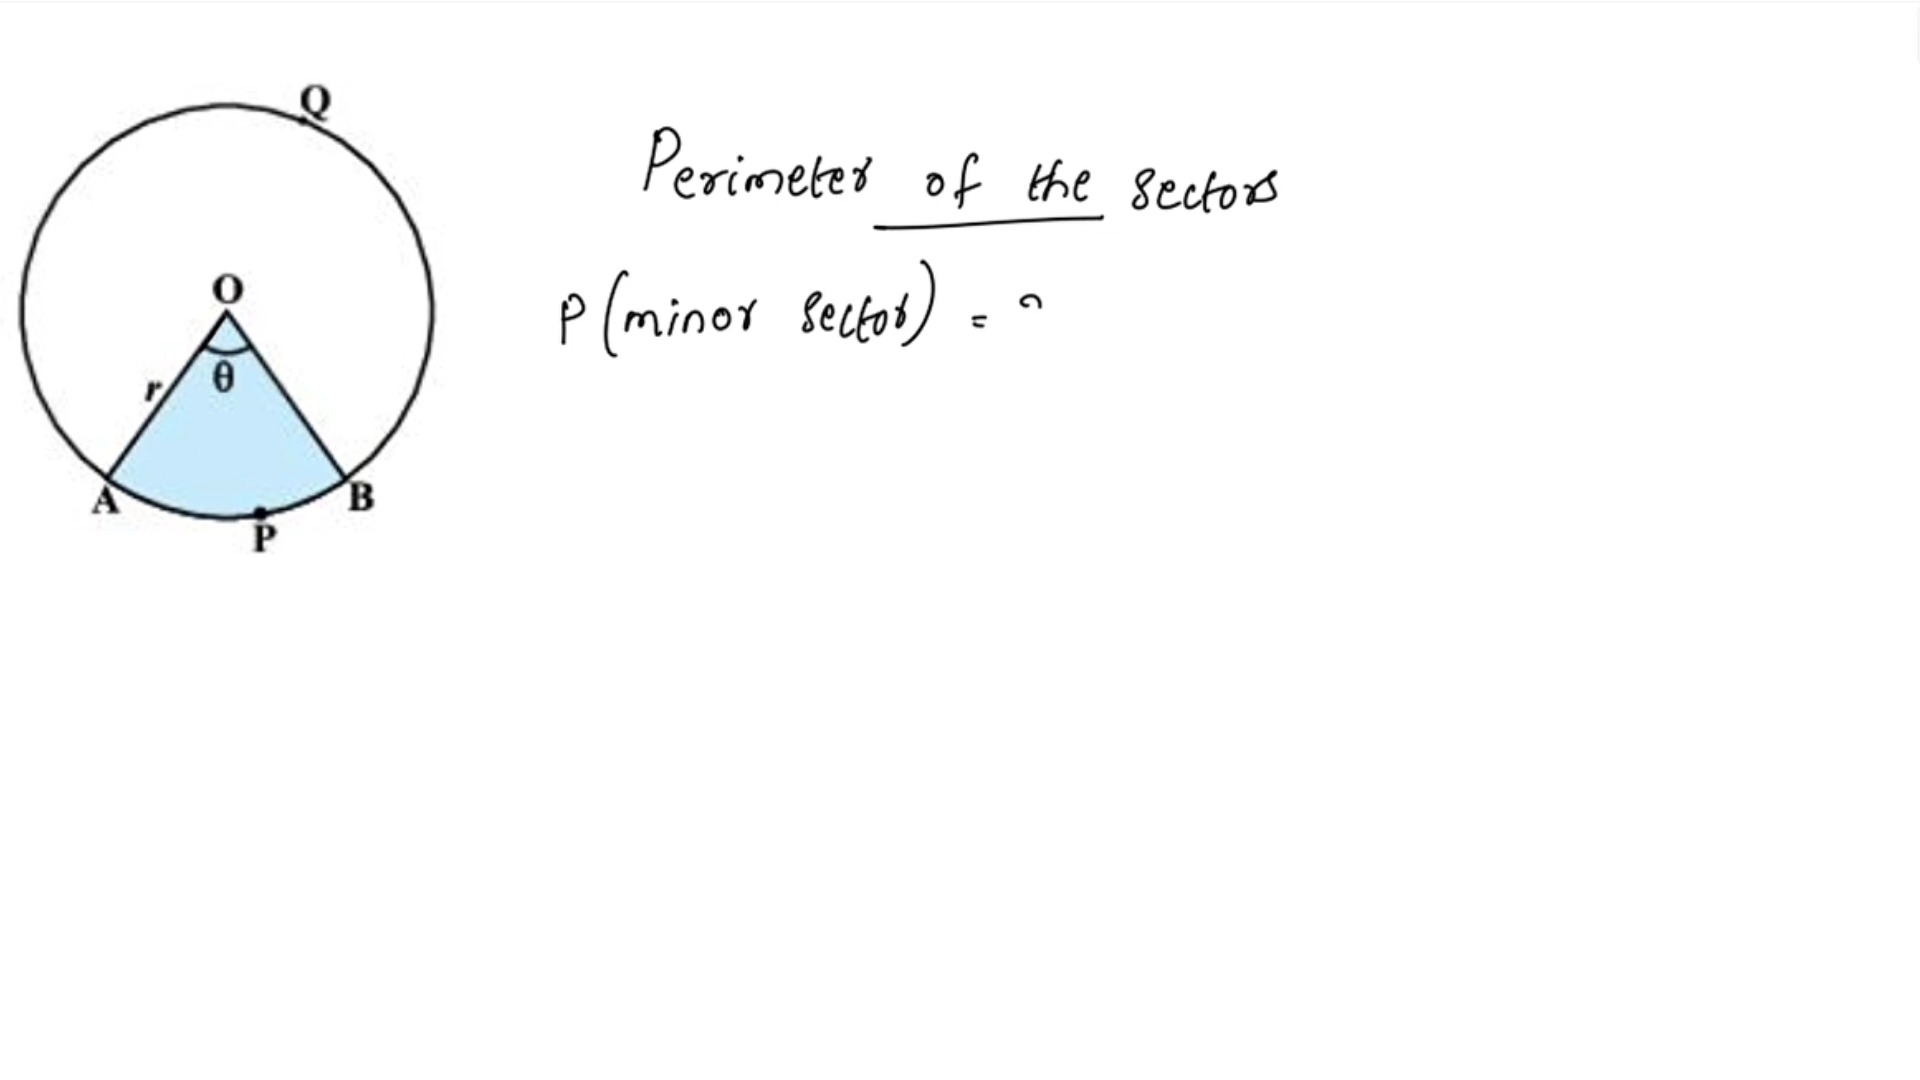 Q
Perimeter of the sectors
O
P(minor sector) =
θ
r
A
B
P